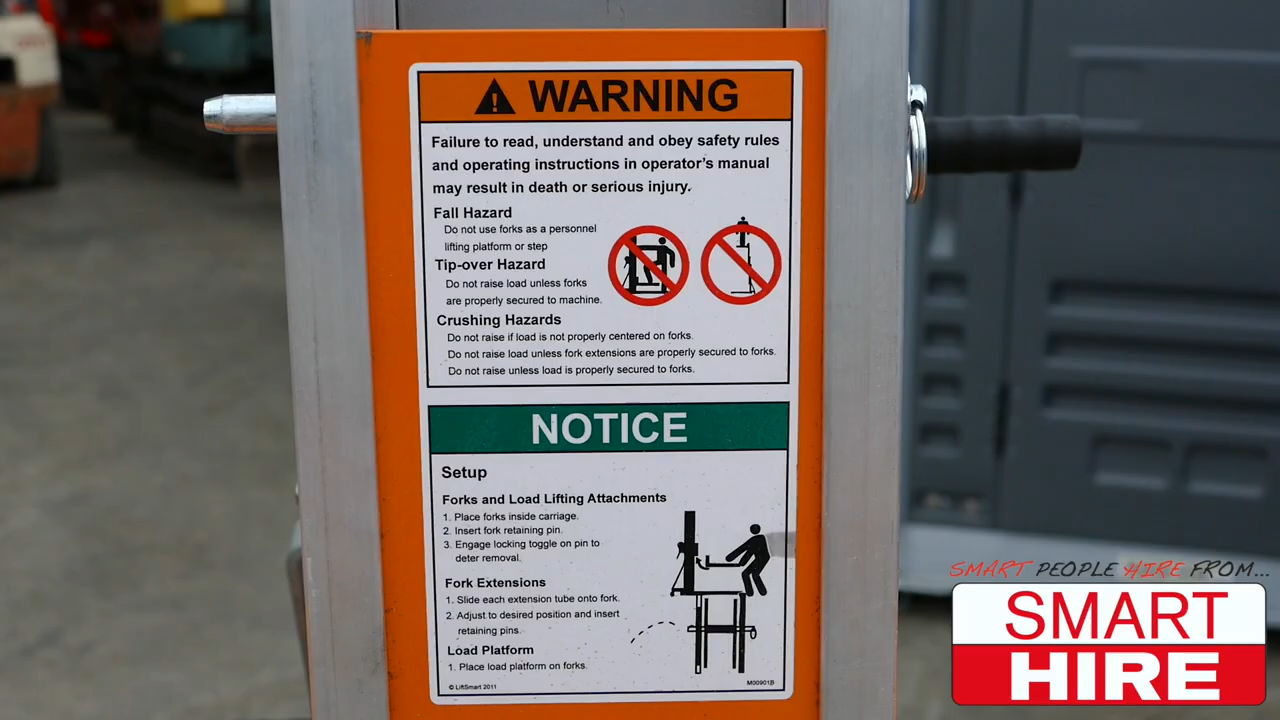 WARNING
Failure to read, understand and obey safety rules
and operating instructions in operator's manual
may result in death or serious injury.
Fall Hazard
Do not use forks as a personnel
lifting platform or step
Tip-over Hazard
Do not raise load unless forks
are properly secured to machine.
Crushing Hazards
Do not raise if load is not properly centered on forks.
Do not raise load unless fork extensions are properly secured to forks.
Do not raise unless load is properly secured to forks.
NOTICE
Setup
Forks and Load Lifting Attachments
1. Place forks inside carriage.
2. Insert fork retaining pin.
3. Engage locking toggle on pin to
deter removal.
Fork Extensions
1. Slide each extension tube onto fork.
2. Adjust to desired position and insert
retaining pins.
Load Platform
1. Place load platform on forks.
© LiftSmart 2011
M00901B
SMART PEOPLE HIRE FROM...
SMART
HIRE